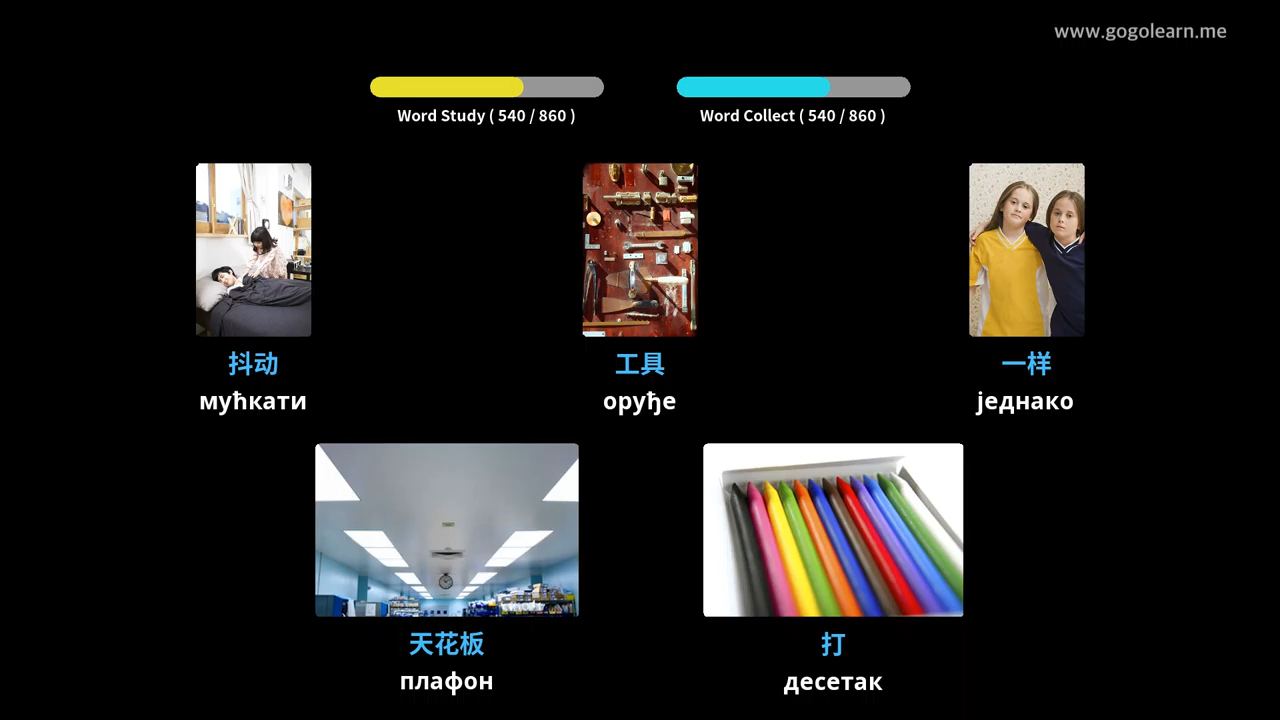 www.gogolearn.me
Word Study ( 540 / 860 )
Word Collect ( 540 / 860 )
抖动
мућкати
工具
оруђе
一样
једнако
天花板
плафон
打
десетак